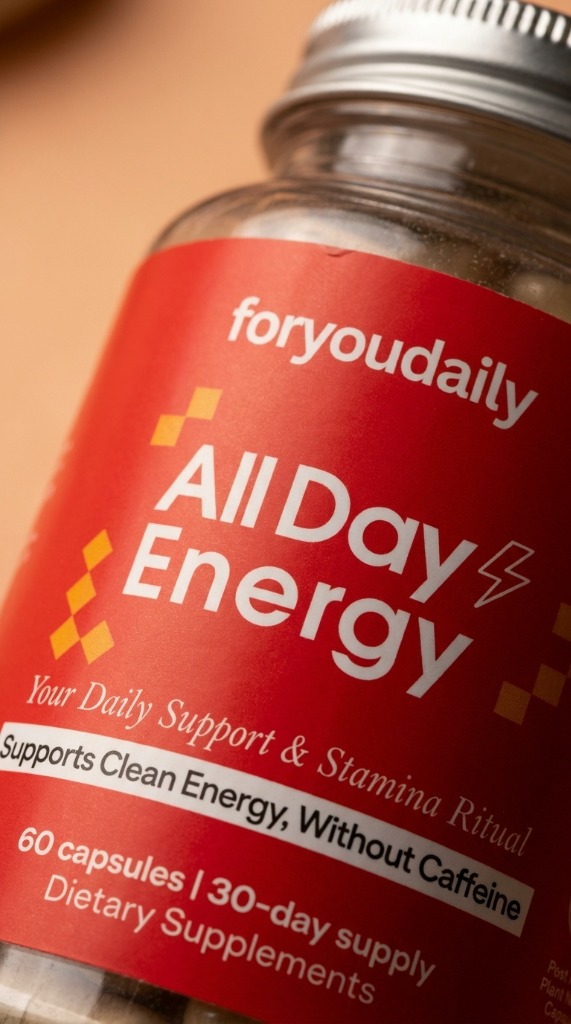 foryoudaily
All Day
Energy
Your Daily Support & Stamina Ritual
Supports Clean Energy, Without Caffeine
60 capsules | 30-day supply
Dietary Supplements
Plant